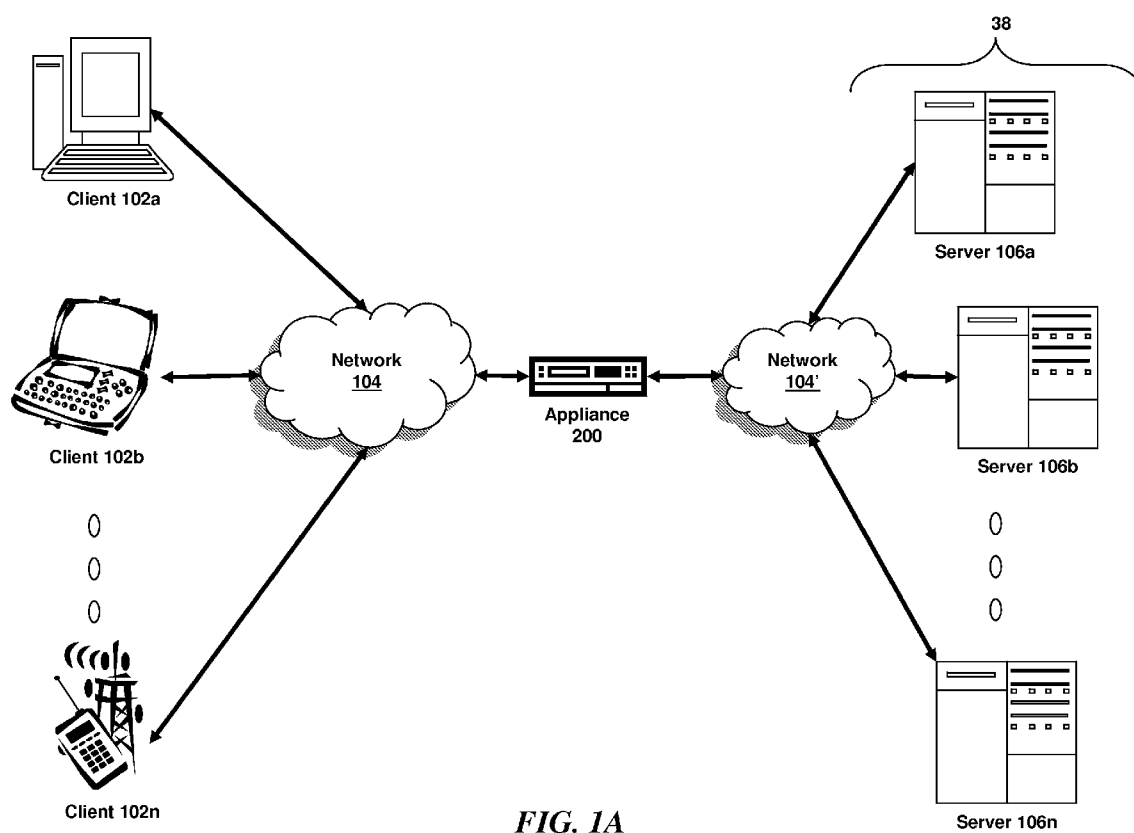 38
Client 102a
Server 106a
Network
104
Network
104'
Appliance
200
Client 102b
Server 106b
Client 102n
Server 106n
FIG. 1A